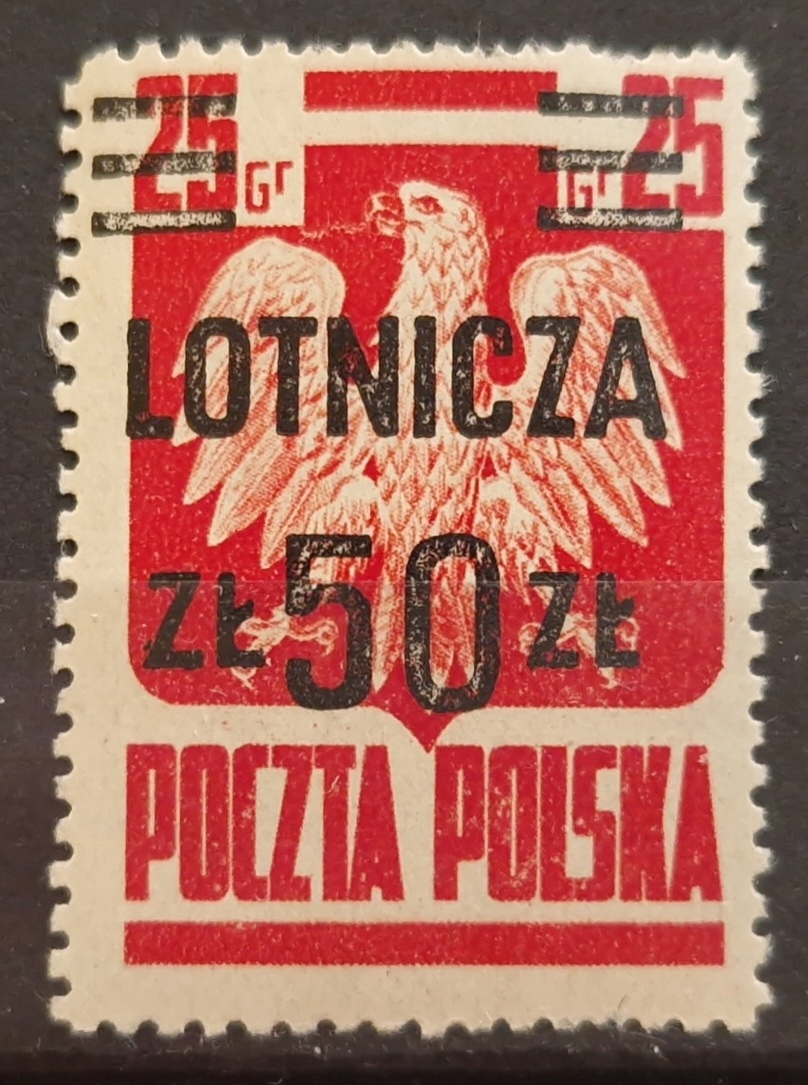 25 Gr Gr 25
LOTNICZA
ZŁ 50 ZŁ
POCZTA POLSKA